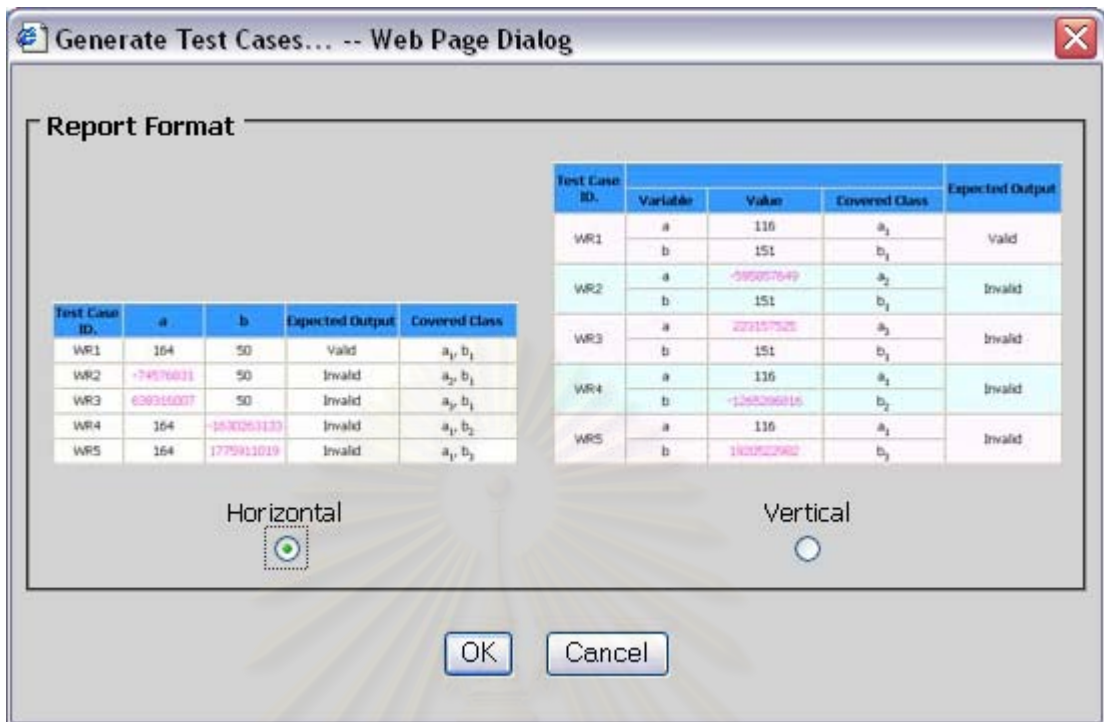 Generate Test Cases... -- Web Page Dialog
Report Format
Test Case ID. a b Expected Output Covered Class
WR1 164 50 Valid a₁, b₁
WR2 50 Invalid a₂, b₁
WR3 50 Invalid a₃, b₁
WR4 164 Invalid a₁, b₂
WR5 164 1775911019 Invalid a₁, b₃
Horizontal
Test Case ID. Variable Value Covered Class Expected Output
WR1 a 116 a₁ Valid
b 151 b₁
WR2 a a₂ Invalid
b 151 b₁
WR3 a 223157525 a₃ Invalid
b 151 b₁
WR4 a 116 a₁ Invalid
b b₂
WR5 a 116 a₁ Invalid
b b₃
Vertical
OK Cancel